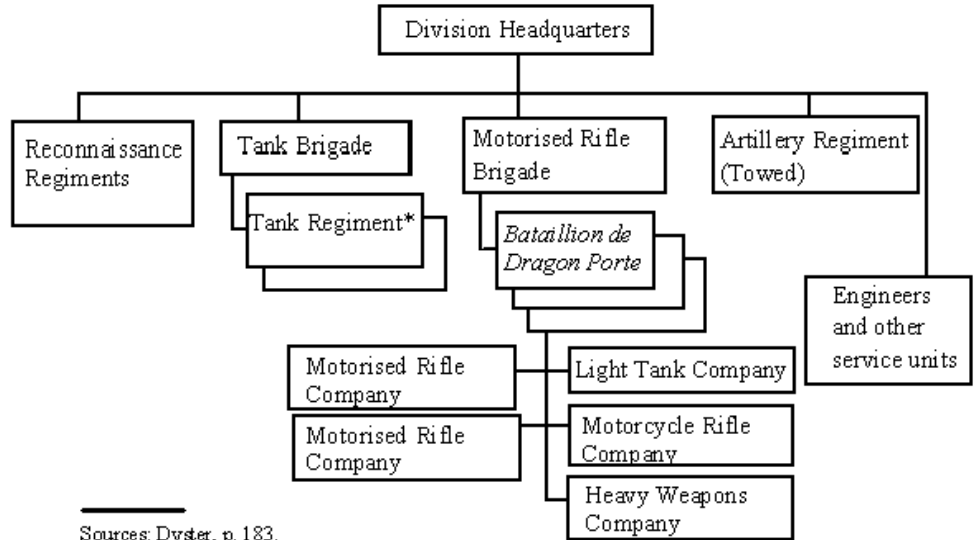 Division Headquarters
Reconnaissance
Regiments
Tank Brigade
Motorised Rifle
Brigade
Artillery Regiment
(Towed)
Tank Regiment*
Bataillion de
Dragon Porte
Engineers
and other
service units
Motorised Rifle
Company
Light Tank Company
Motorised Rifle
Company
Motorcycle Rifle
Company
Heavy Weapons
Company
Sources: Dyster, p. 183.